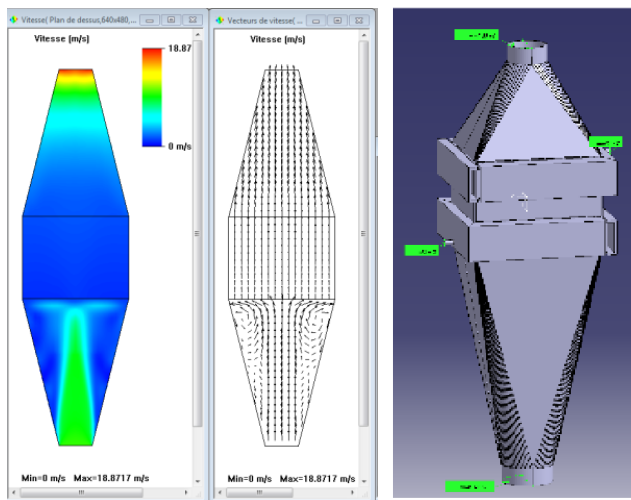 Vitesse( Plan de dessus,640x480,...
Vitesse (m/s)
18.87
0 m/s
Min=0 m/s Max=18.8717 m/s
Vecteurs de vitesse( ...
Vitesse (m/s)
Min=0 m/s Max=18.8717 m/s